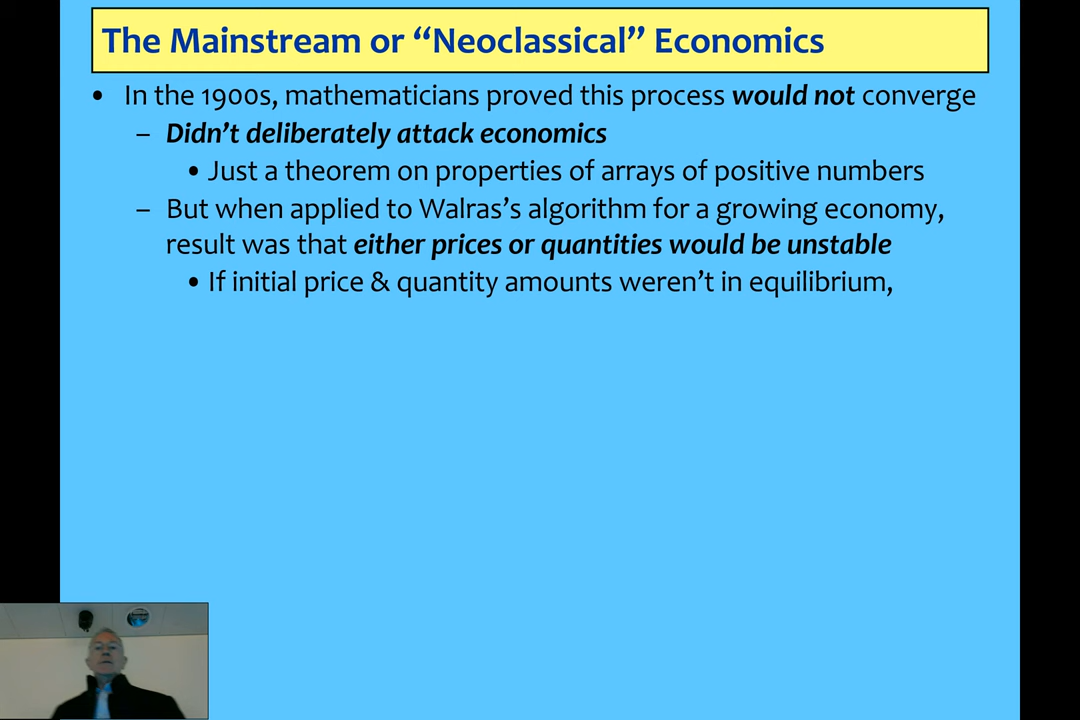 The Mainstream or “Neoclassical” Economics
• In the 1900s, mathematicians proved this process would not converge
– Didn’t deliberately attack economics
• Just a theorem on properties of arrays of positive numbers
– But when applied to Walras’s algorithm for a growing economy,
result was that either prices or quantities would be unstable
• If initial price & quantity amounts weren’t in equilibrium,